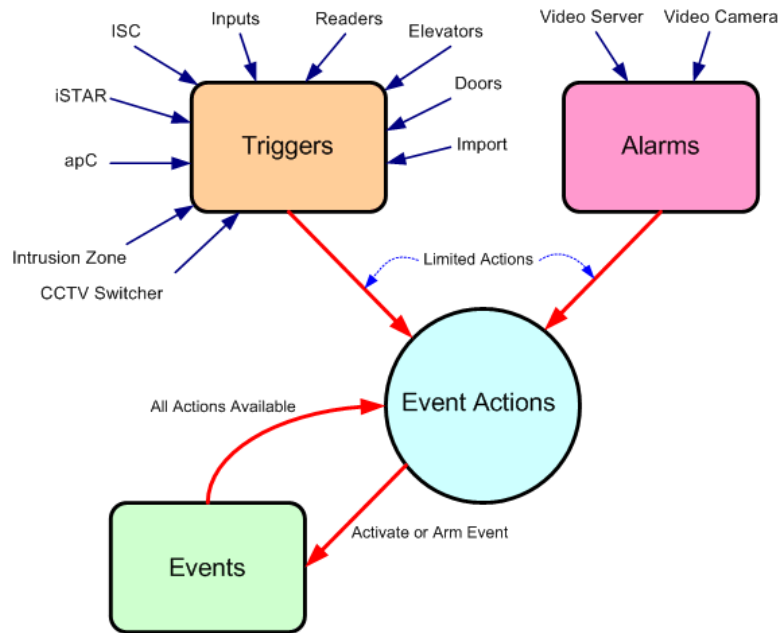 Inputs
Readers
ISC
Elevators
Video Server
Video Camera
iSTAR
Doors
Triggers
Alarms
apC
Import
Intrusion Zone
Limited Actions
CCTV Switcher
Event Actions
All Actions Available
Activate or Arm Event
Events